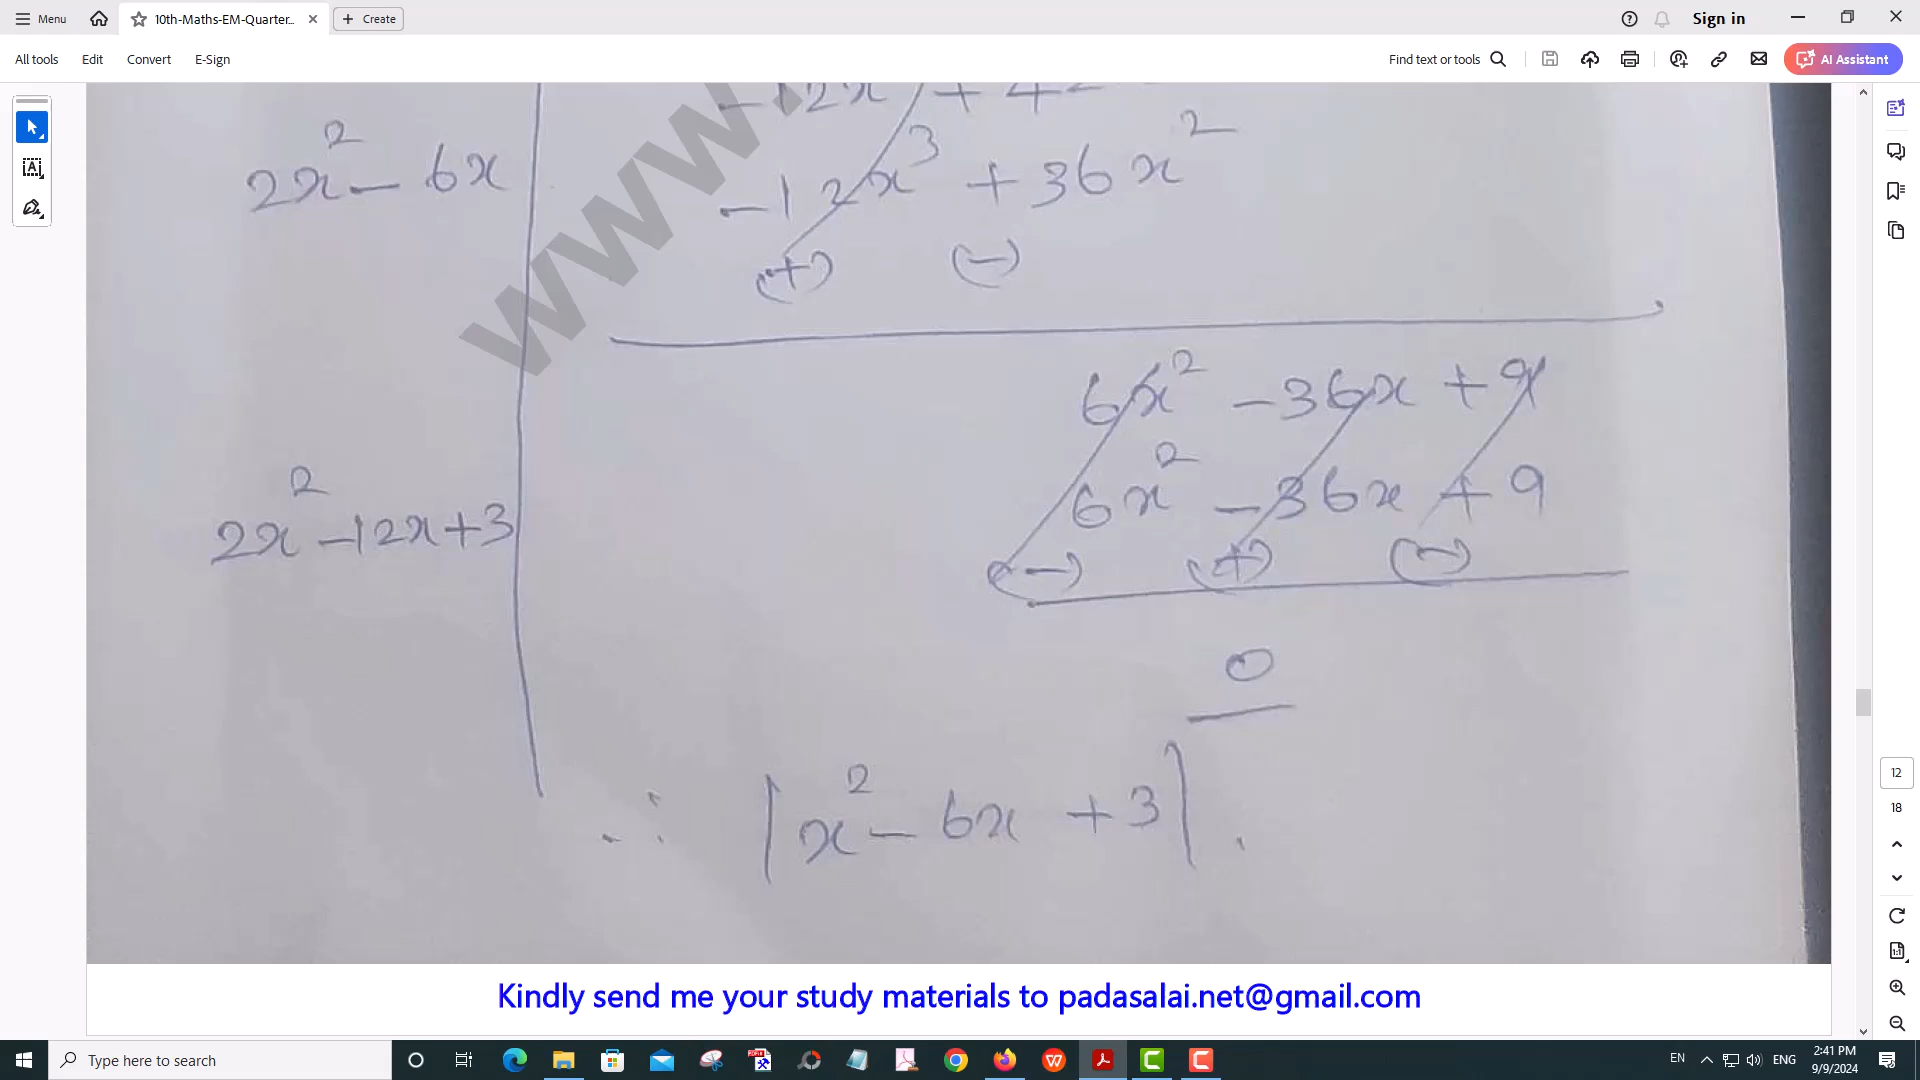 Menu
10th-Maths-EM-Quarter...
Create
Sign in
All tools
Edit
Convert
E-Sign
Find text or tools
AI Assistant
www.
-12x³ + 36x²
2x² - 6x
(+) (-)
6x² - 36x + 9
6x² - 36x + 9
2x² - 12x + 3
(-) (+) (-)
0
∴ |x² - 6x + 3|.
Kindly send me your study materials to padasalai.net@gmail.com
12
18
Type here to search
EN
ENG
2:41 PM
9/9/2024